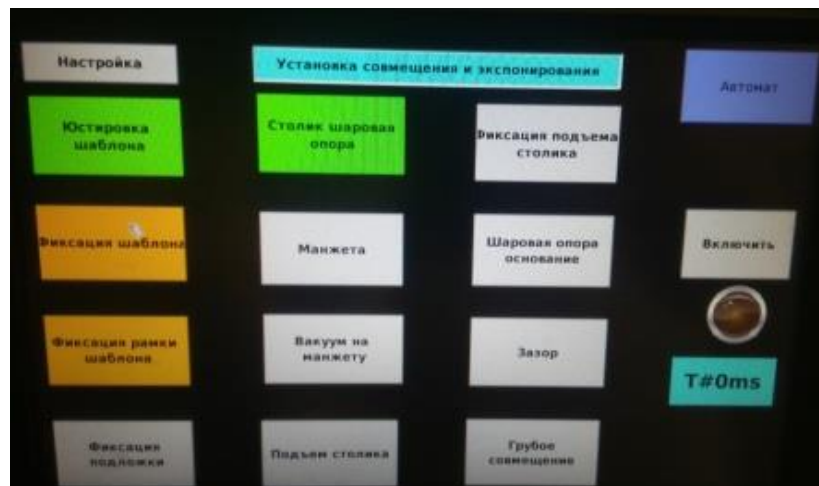 Настройка
Установка совмещения и экспонирования
Автомат
Юстировка
шаблона
Столик шаровая
опора
Фиксация подъема
столика
Фиксация шаблона
Манжета
Шаровая опора
основание
Включить
Фиксация рамки
шаблона
Вакуум на
манжету
Зазор
T#0ms
Фиксация
подложки
Подъем столика
Грубое
совмещение